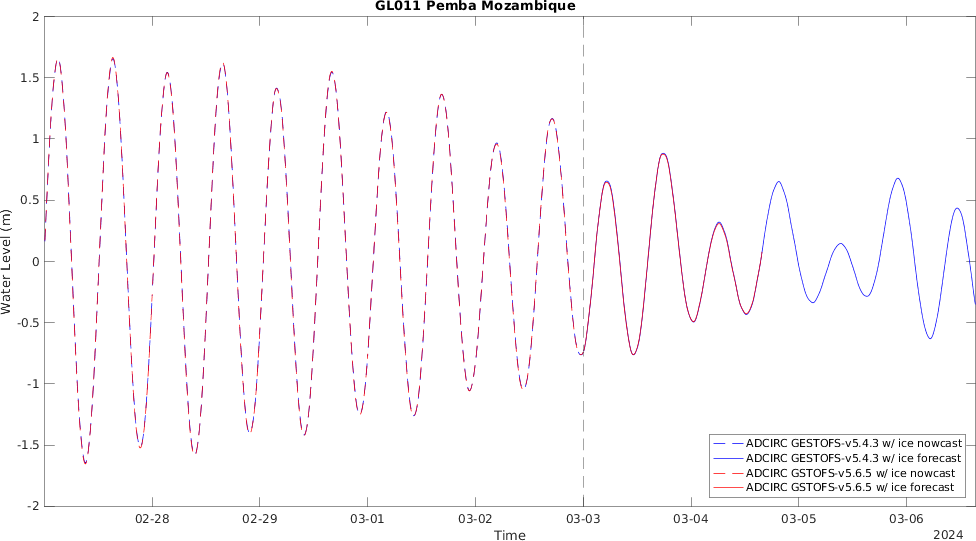 GL011 Pemba Mozambique
2
1.5
1
0.5
0
-0.5
-1
-1.5
-2
Water Level (m)
02-28
02-29
03-01
03-02
03-03
03-04
03-05
03-06
Time
2024
ADCIRC GESTOFS-v5.4.3 w/ ice nowcast
ADCIRC GESTOFS-v5.4.3 w/ ice forecast
ADCIRC GSTOFS-v5.6.5 w/ ice nowcast
ADCIRC GSTOFS-v5.6.5 w/ ice forecast